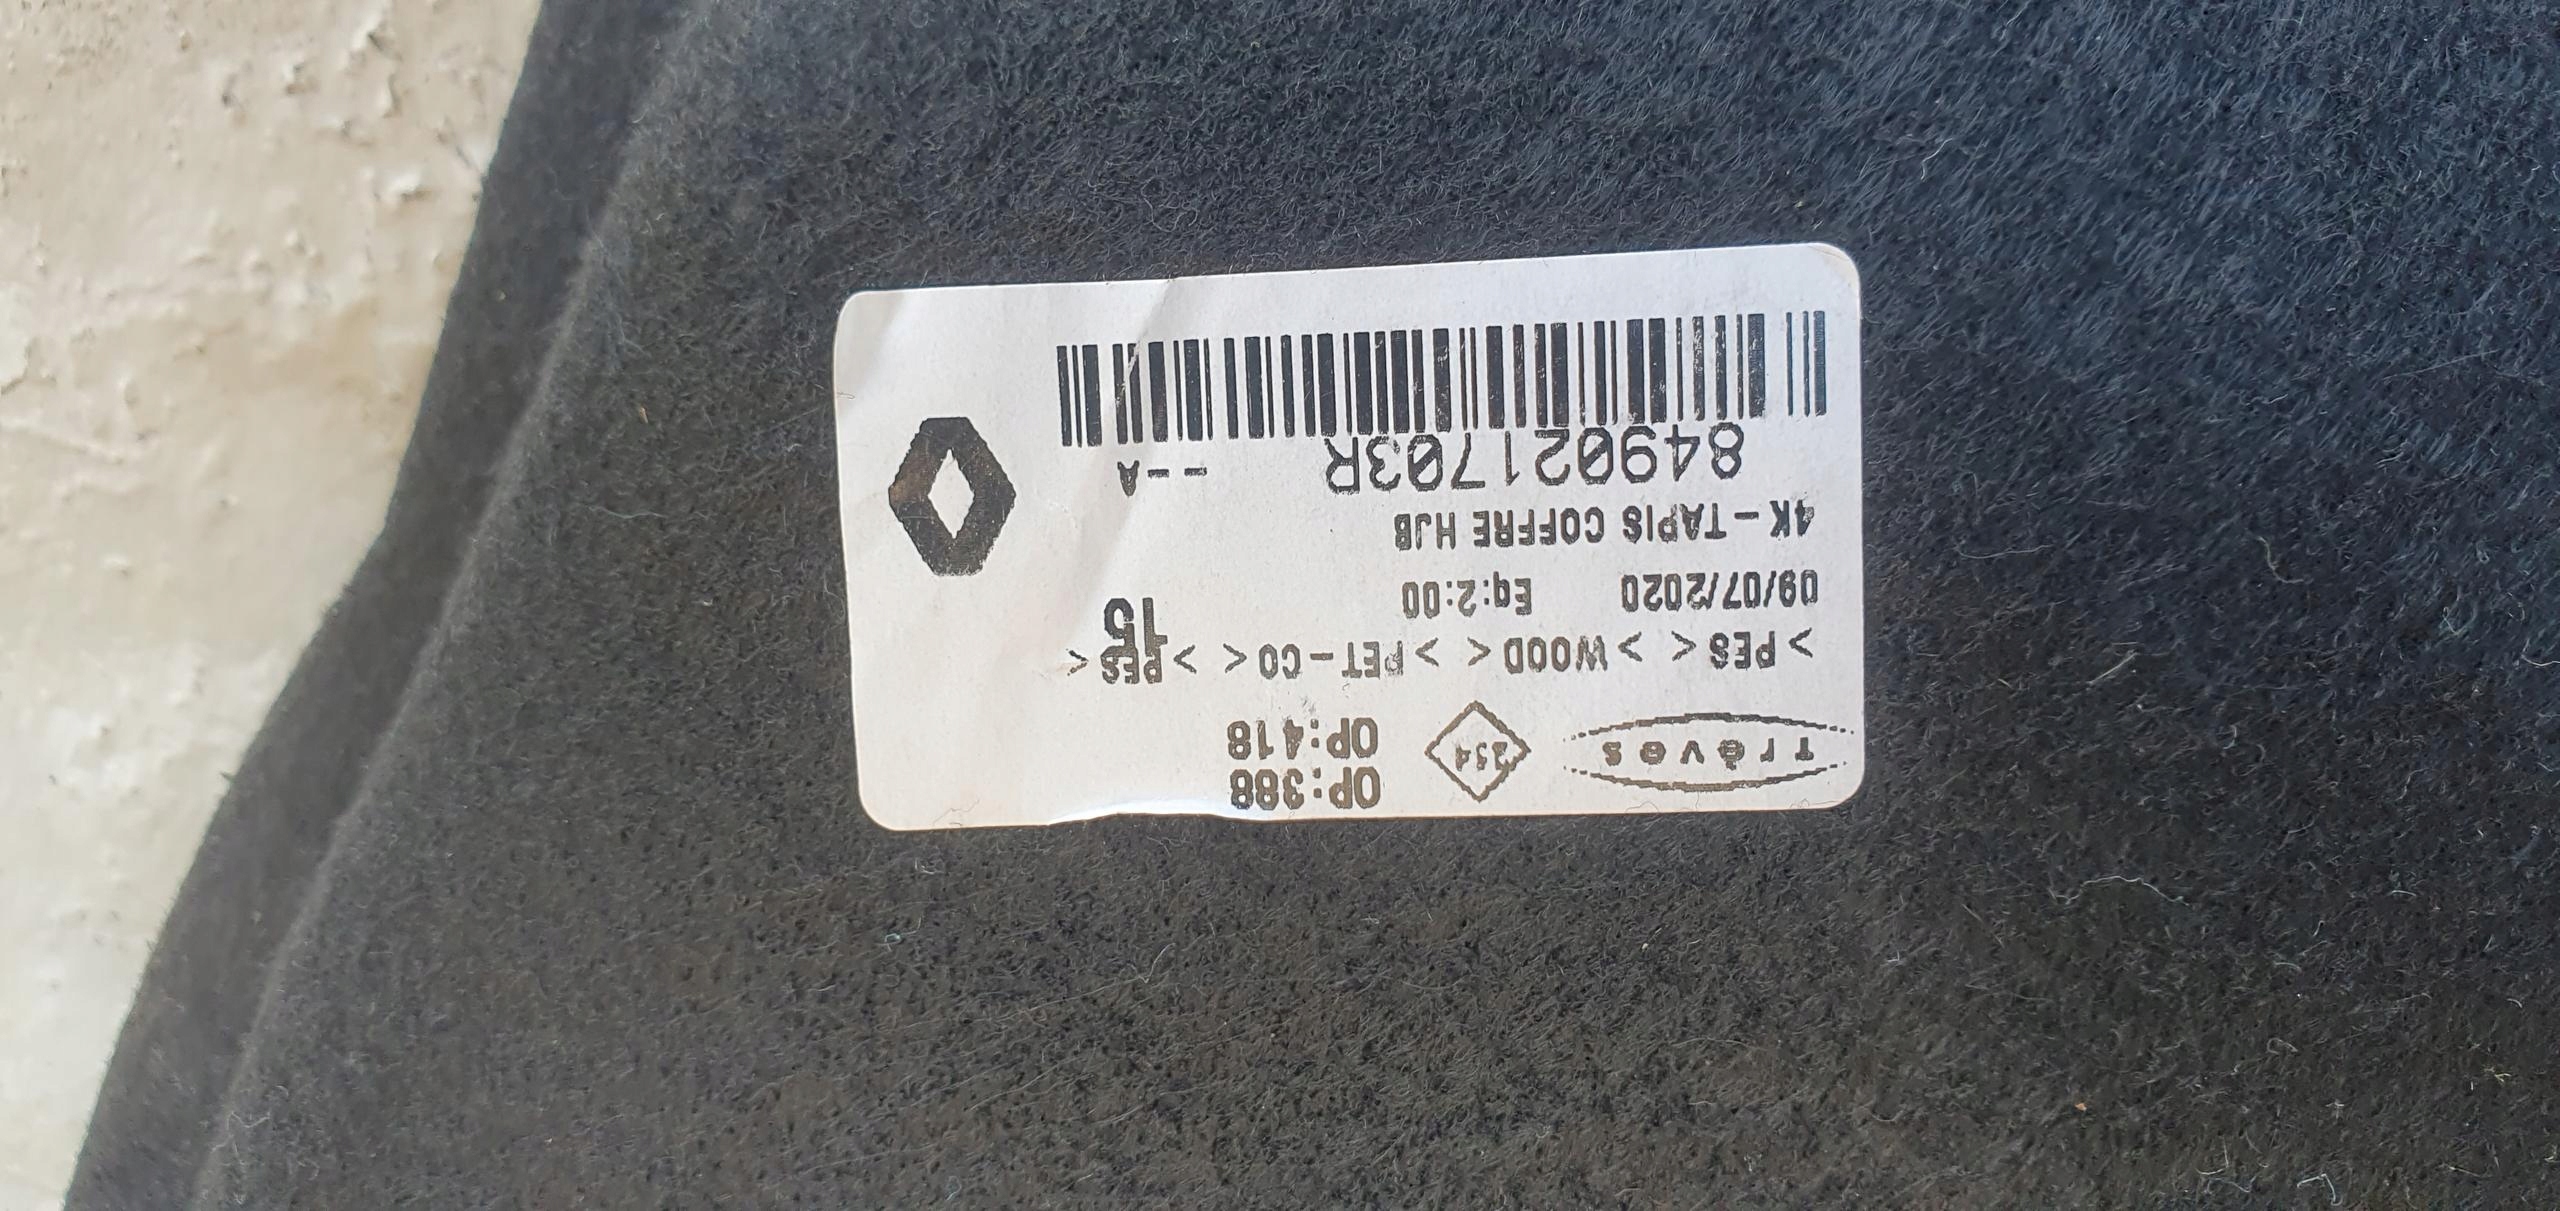 Trèves 354 OP:388
OP:418
>PES< >WOOD< >PET-CO< >PES<
15
09/07/2020 Eq:2:00
4K-TAPIS COFFRE HJB
849021703R --A